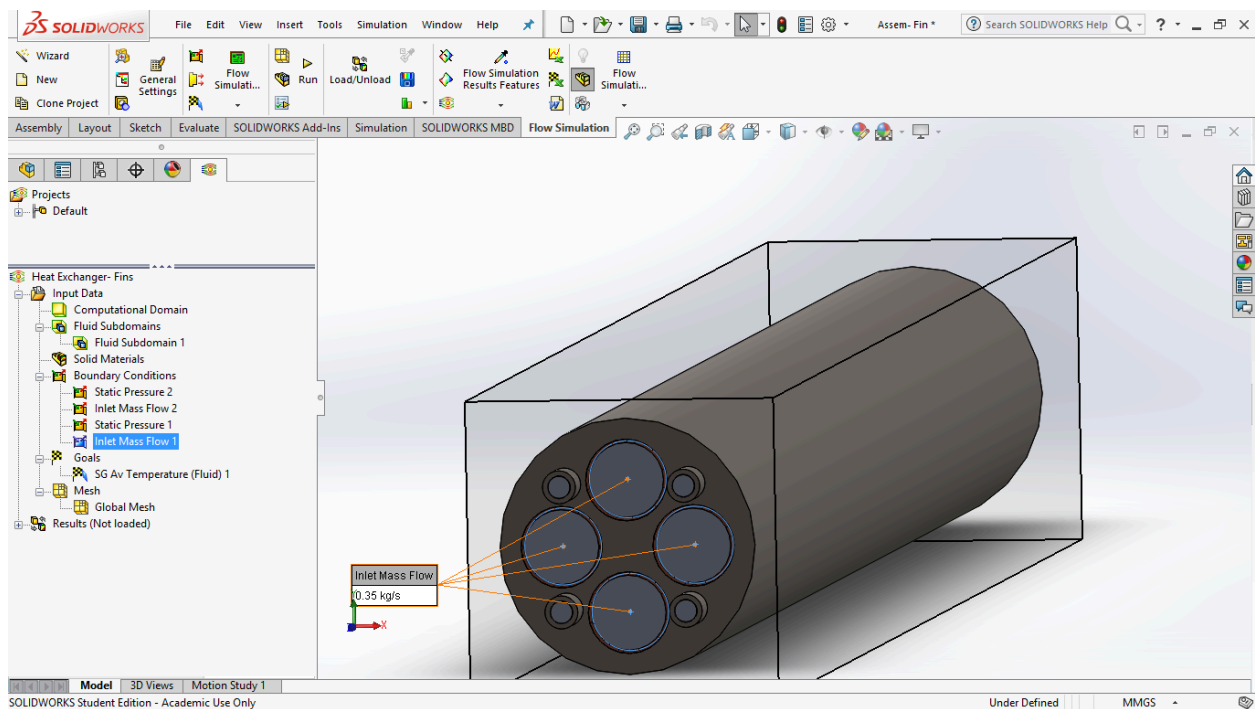 SOLIDWORKS File Edit View Insert Tools Simulation Window Help Assem- Fin * Search SOLIDWORKS Help ?
Wizard
New
Clone Project
General Settings
Flow Simulati...
Run
Load/Unload
Flow Simulation Results Features
Flow Simulati...
Assembly Layout Sketch Evaluate SOLIDWORKS Add-Ins Simulation SOLIDWORKS MBD Flow Simulation
Projects
Default
Heat Exchanger- Fins
Input Data
Computational Domain
Fluid Subdomains
Fluid Subdomain 1
Solid Materials
Boundary Conditions
Static Pressure 2
Inlet Mass Flow 2
Static Pressure 1
Inlet Mass Flow 1
Goals
SG Av Temperature (Fluid) 1
Mesh
Global Mesh
Results (Not loaded)
Inlet Mass Flow
0.35 kg/s
X
Model 3D Views Motion Study 1
SOLIDWORKS Student Edition - Academic Use Only Under Defined MMGS